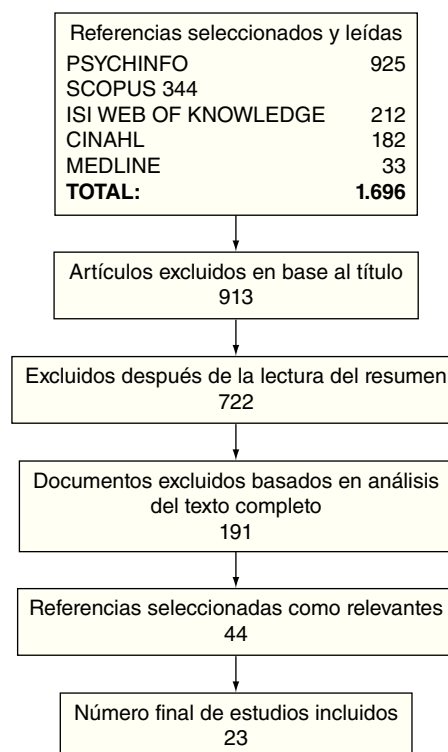 Referencias seleccionados y leídas
PSYCHINFO 925
SCOPUS 344
ISI WEB OF KNOWLEDGE 212
CINAHL 182
MEDLINE 33
TOTAL: 1.696
Artículos excluidos en base al título
913
Excluidos después de la lectura del resumen
722
Documentos excluidos basados en análisis
del texto completo
191
Referencias seleccionadas como relevantes
44
Número final de estudios incluidos
23